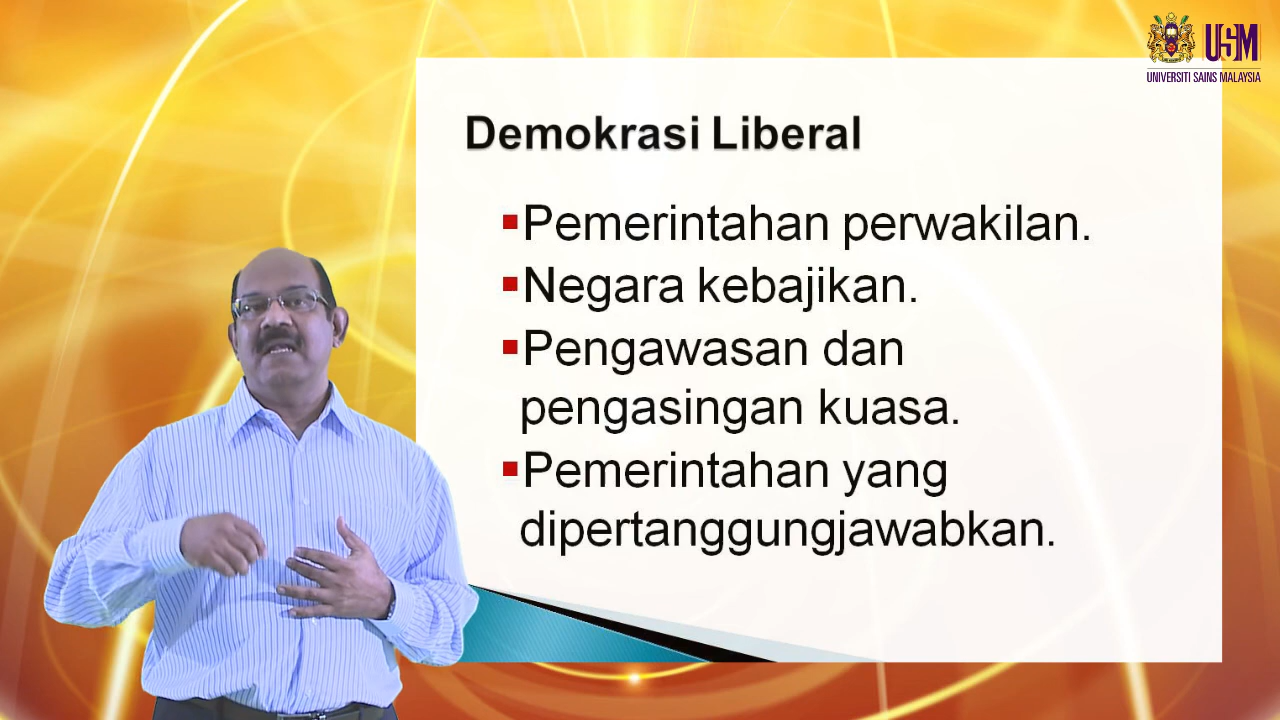 USM
UNIVERSITI SAINS MALAYSIA
Demokrasi Liberal
▪Pemerintahan perwakilan.
▪Negara kebajikan.
▪Pengawasan dan
pengasingan kuasa.
▪Pemerintahan yang
dipertanggungjawabkan.